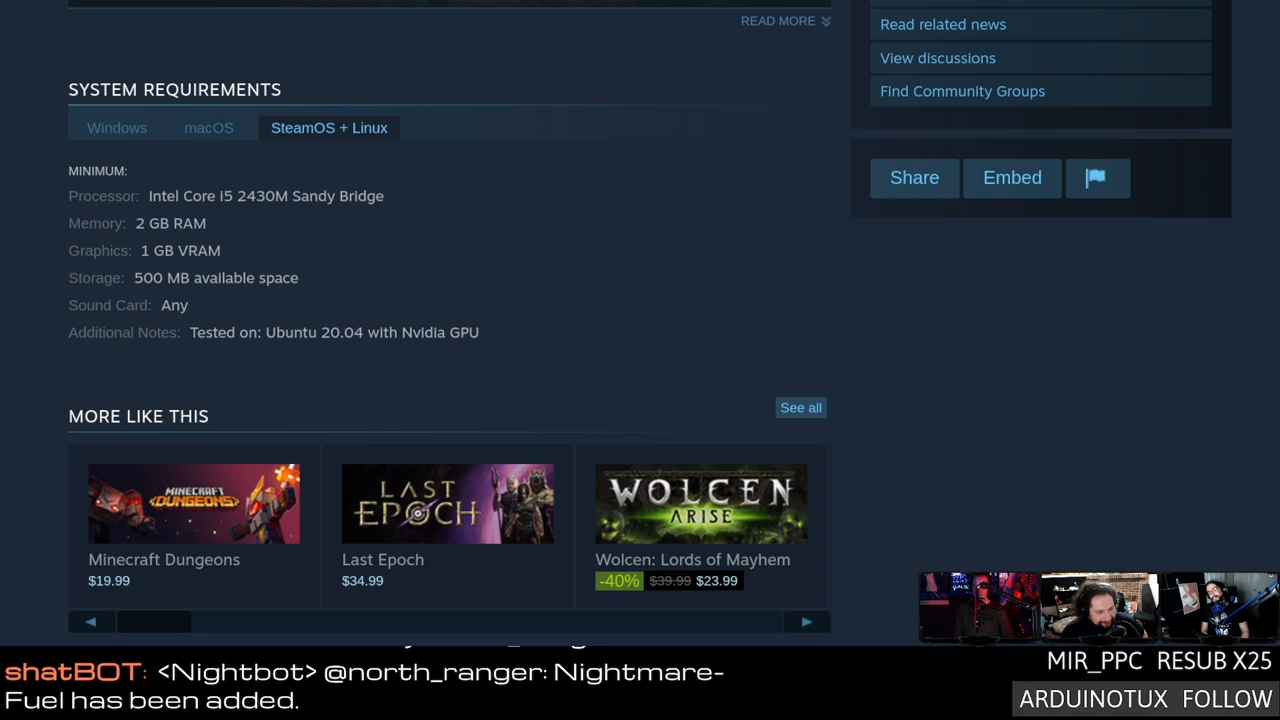 READ MORE
Read related news
View discussions
Find Community Groups
Share
Embed
SYSTEM REQUIREMENTS
Windows
macOS
SteamOS + Linux
MINIMUM:
Processor: Intel Core I5 2430M Sandy Bridge
Memory: 2 GB RAM
Graphics: 1 GB VRAM
Storage: 500 MB available space
Sound Card: Any
Additional Notes: Tested on: Ubuntu 20.04 with Nvidia GPU
MORE LIKE THIS
See all
MINECRAFT
DUNGEONS
LAST
EPOCH
WOLCEN
ARISE
Minecraft Dungeons
$19.99
Last Epoch
$34.99
Wolcen: Lords of Mayhem
-40% $39.99 $23.99
shatBOT: <Nightbot> @north_ranger: Nightmare-
Fuel has been added.
MIR_PPC RESUB X25
ARDUINOTUX FOLLOW